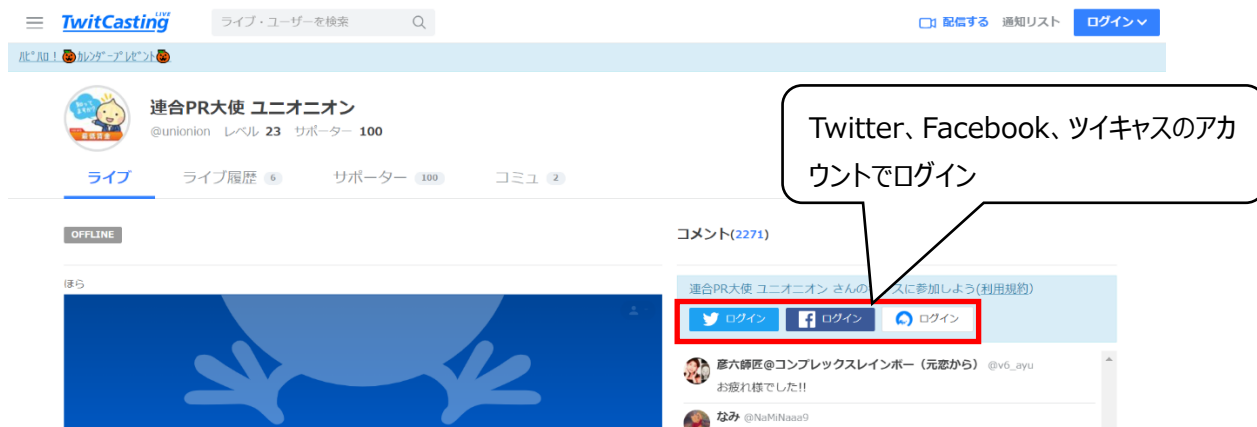 TwitCasting LIVE
ライブ・ユーザーを検索
配信する 通知リスト ログイン
ﾊﾋﾟﾊﾛ！🎃ｶﾚﾝﾀﾞｰﾌﾟﾚｾﾞﾝﾄ🎃
連合PR大使 ユニオニオン
@unionion レベル 23 サポーター 100
ライブ ライブ履歴 6 サポーター 100 コミュ 2
Twitter、Facebook、ツイキャスのアカ
ウントでログイン
OFFLINE
コメント(2271)
ほら
連合PR大使 ユニオニオン さんの スに参加しよう(利用規約)
ログイン ログイン ログイン
彦六師匠@コンプレックスレインボー（元恋から） @v6_ayu
お疲れ様でした!!
なみ @NaMiNaaa9